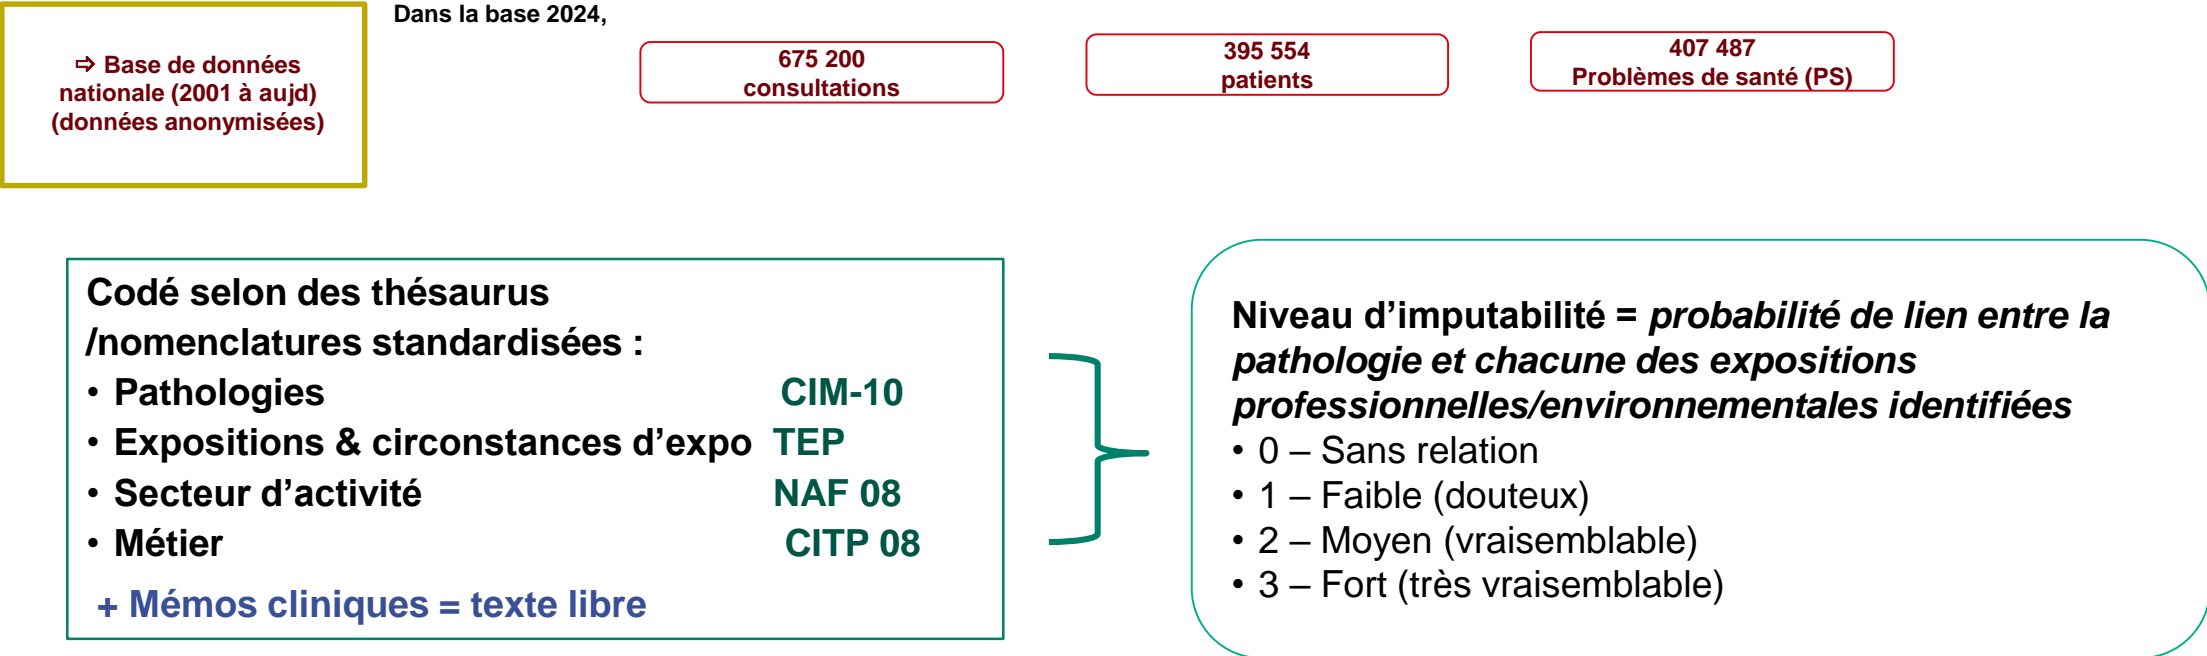 Dans la base 2024,
⇨ Base de données
nationale (2001 à aujd)
(données anonymisées)
675 200
consultations
395 554
patients
407 487
Problèmes de santé (PS)
Codé selon des thésaurus
/nomenclatures standardisées :
• Pathologies CIM-10
• Expositions & circonstances d’expo TEP
• Secteur d’activité NAF 08
• Métier CITP 08
+ Mémos cliniques = texte libre
Niveau d’imputabilité = probabilité de lien entre la
pathologie et chacune des expositions
professionnelles/environnementales identifiées
• 0 – Sans relation
• 1 – Faible (douteux)
• 2 – Moyen (vraisemblable)
• 3 – Fort (très vraisemblable)